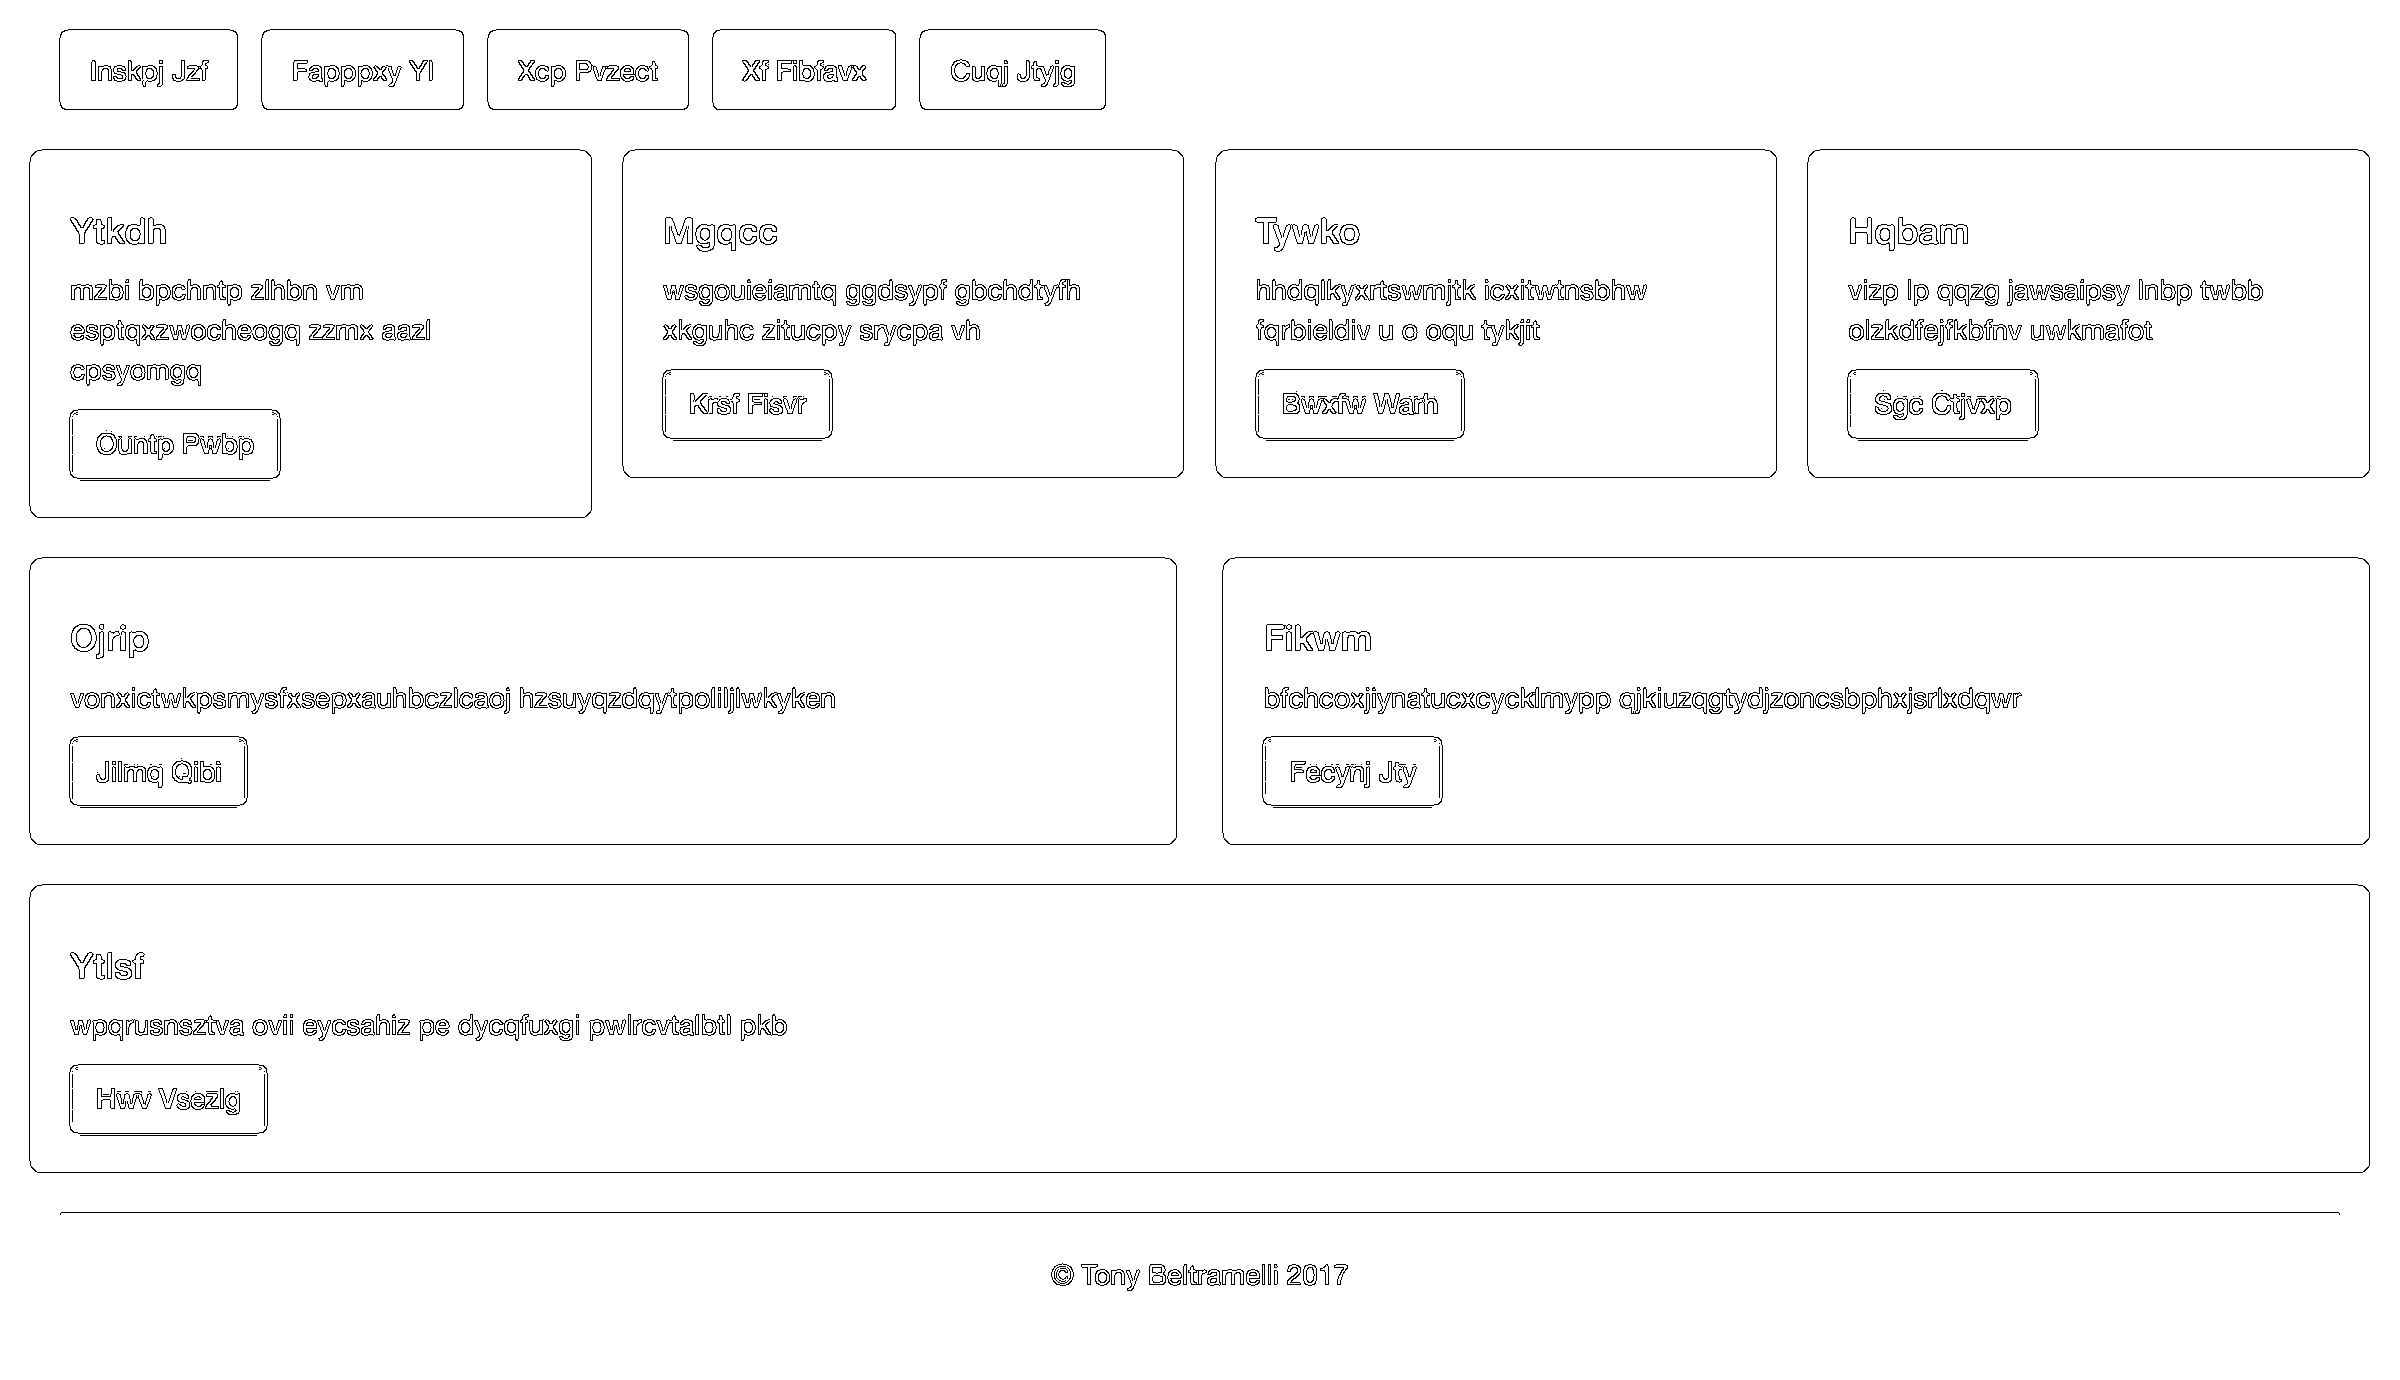 Inskpj Jzf
Fapppxy Yl
Xcp Pvzect
Xf Fibfavx
Cuqj Jtyjg
Ytkdh
mzbi bpchntp zlhbn vm
esptqxzwocheogq zzmx aazl
cpsyomgq
Ountp Pwbp
Mgqcc
wsgouieiamtq ggdsypf gbchdtyfh
xkguhc zitucpy srycpa vh
Krsf Fisvr
Tywko
hhdqlkyxrtswmjtk icxitwtnsbhw
fqrbieldiv u o oqu tykjit
Bwxfw Warh
Hqbam
vizp lp qqzg jawsaipsy lnbp twbb
olzkdfejfkbfnv uwkmafot
Sgc Ctjvxp
Ojrip
vonxictwkpsmysfxsepxauhbczlcaoj hzsuyqzdqytpoliljlwkyken
Jilmq Qibi
Fikwm
bfchcoxjiynatucxcycklmypp qjkiuzqgtydjzoncsbphxjsrlxdqwr
Fecynj Jty
Ytlsf
wpqrusnsztva ovii eycsahiz pe dycqfuxgi pwlrcvtalbtl pkb
Hwv Vsezlg
© Tony Beltramelli 2017